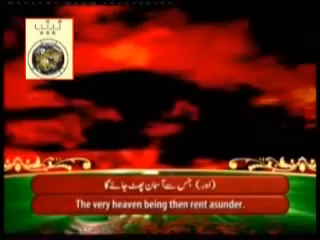 (اور) جس سے آسمان پھٹ جائے گا
The very heaven being then rent asunder.